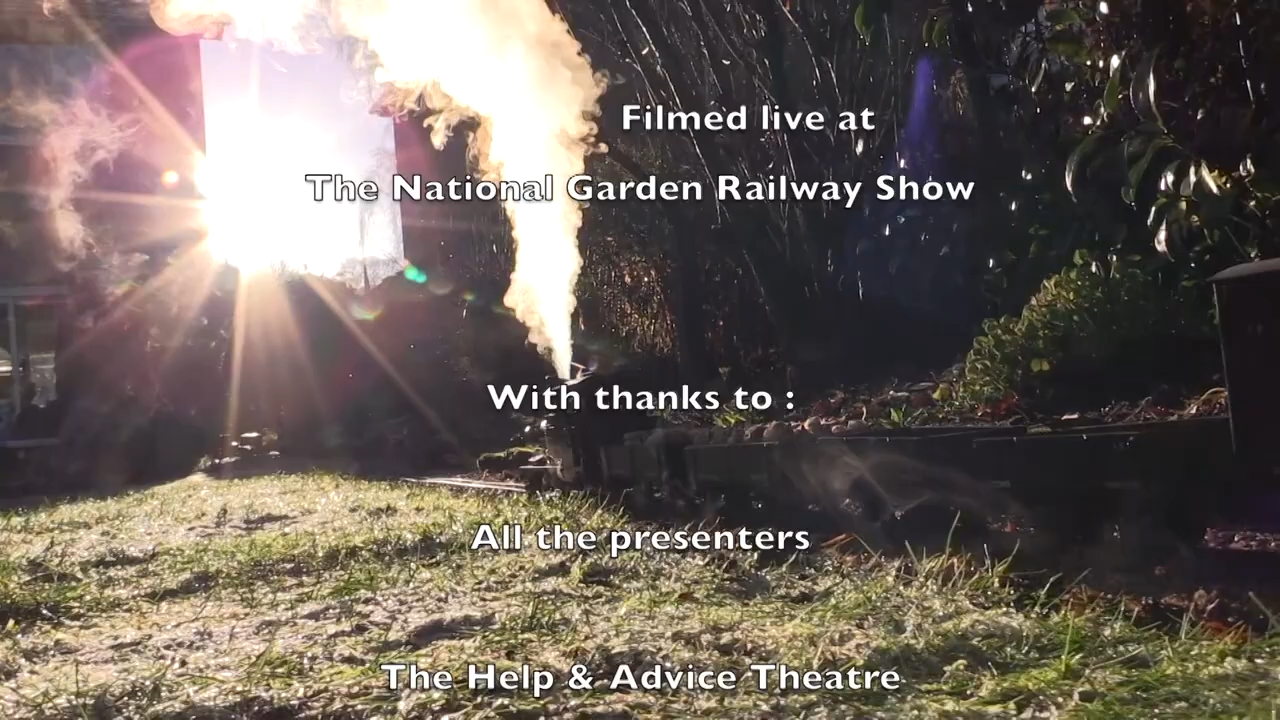 Filmed live at
The National Garden Railway Show
With thanks to :
All the presenters
The Help & Advice Theatre